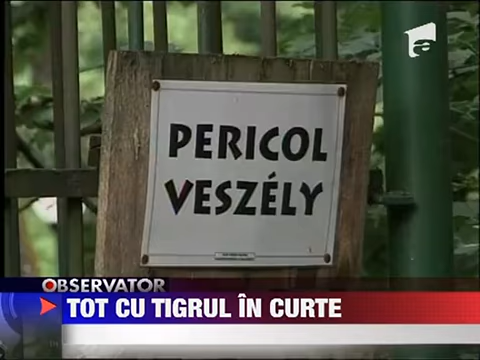 PERICOL
VESZÉLY
OBSERVATOR
TOT CU TIGRUL ÎN CURTE